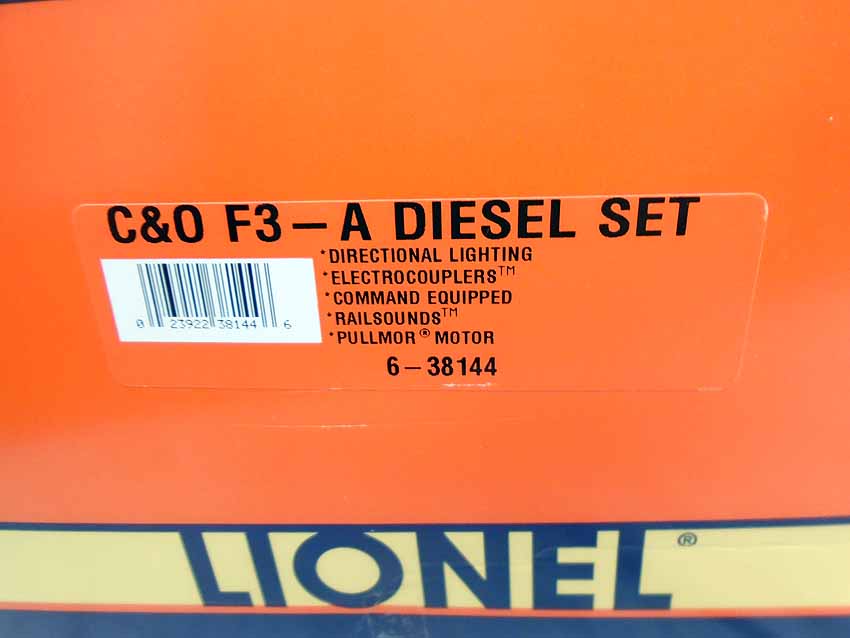 C&O F3-A DIESEL SET
*DIRECTIONAL LIGHTING
*ELECTROCOUPLERS™
*COMMAND EQUIPPED
*RAILSOUNDS™
*PULLMOR® MOTOR
0 23922 38144 6
6-38144
LIONEL®